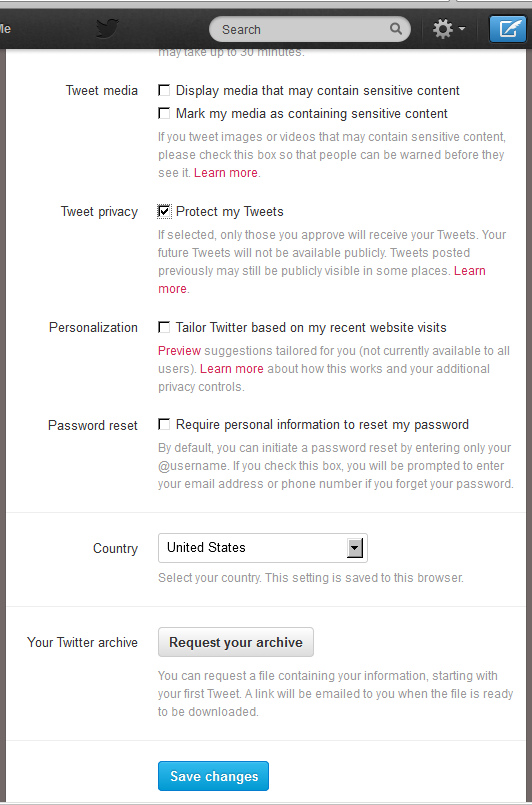 Me
Search
may take up to 30 minutes.
Tweet media
Display media that may contain sensitive content
Mark my media as containing sensitive content
If you tweet images or videos that may contain sensitive content,
please check this box so that people can be warned before they
see it. Learn more.
Tweet privacy
Protect my Tweets
If selected, only those you approve will receive your Tweets. Your
future Tweets will not be available publicly. Tweets posted
previously may still be publicly visible in some places. Learn
more.
Personalization
Tailor Twitter based on my recent website visits
Preview suggestions tailored for you (not currently available to all
users). Learn more about how this works and your additional
privacy controls.
Password reset
Require personal information to reset my password
By default, you can initiate a password reset by entering only your
@username. If you check this box, you will be prompted to enter
your email address or phone number if you forget your password.
Country
United States
Select your country. This setting is saved to this browser.
Your Twitter archive
Request your archive
You can request a file containing your information, starting with
your first Tweet. A link will be emailed to you when the file is ready
to be downloaded.
Save changes